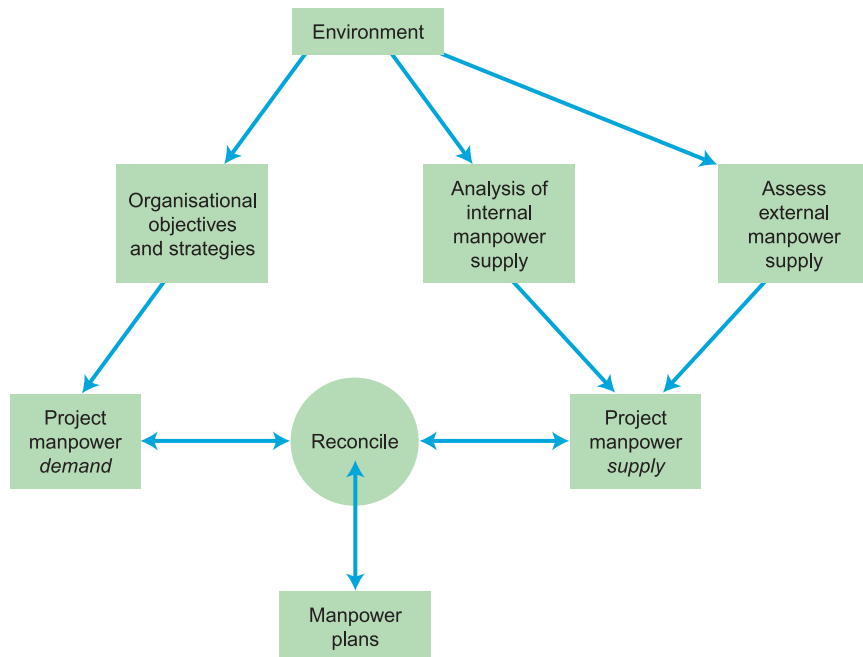 Environment
Organisational
objectives
and strategies
Analysis of
internal
manpower
supply
Assess
external
manpower
supply
Project
manpower
demand
Reconcile
Project
manpower
supply
Manpower
plans